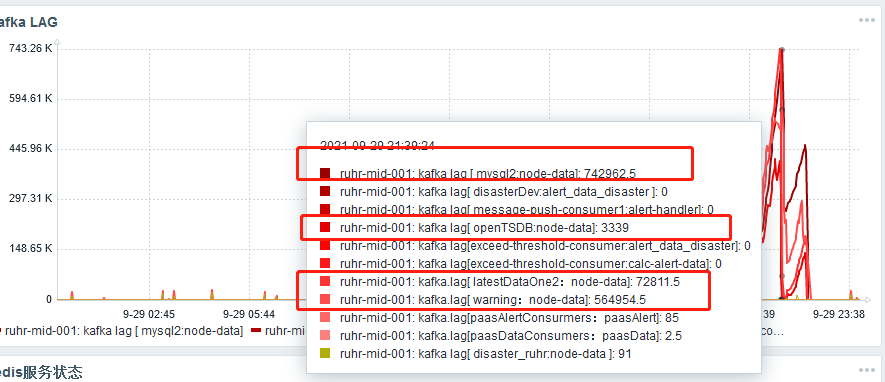 afka LAG
743.26 K
594.61 K
445.96 K
297.31 K
148.65 K
0
2021-09-29 21:39:24
ruhr-mid-001: kafka.lag[ mysql2:node-data]: 742962.5
ruhr-mid-001: kafka.lag[ disasterDev:alert_data_disaster ]: 0
ruhr-mid-001: kafka.lag[ message-push-consumer1:alert-handler]: 0
ruhr-mid-001: kafka.lag[ openTSDB:node-data]: 3339
ruhr-mid-001: kafka.lag[exceed-threshold-consumer:alert_data_disaster]: 0
ruhr-mid-001: kafka.lag[exceed-threshold-consumer:calc-alert-data]: 0
ruhr-mid-001: kafka.lag[ latestDataOne2：node-data]: 72811.5
ruhr-mid-001: kafka.lag[ warning：node-data]: 564954.5
ruhr-mid-001: kafka.lag[paasAlertConsurmers：paasAlert]: 85
ruhr-mid-001: kafka.lag[paasDataConsumers：paasData]: 2.5
ruhr-mid-001: kafka.lag[ disaster_ruhr:node-data ]: 91
9-29 02:45 9-29 05:44 :39 9-29 23:38
ruhr-mid-001: kafka.lag [ mysql2:node-data] ruhr-mid-001: co…
edis服务状态